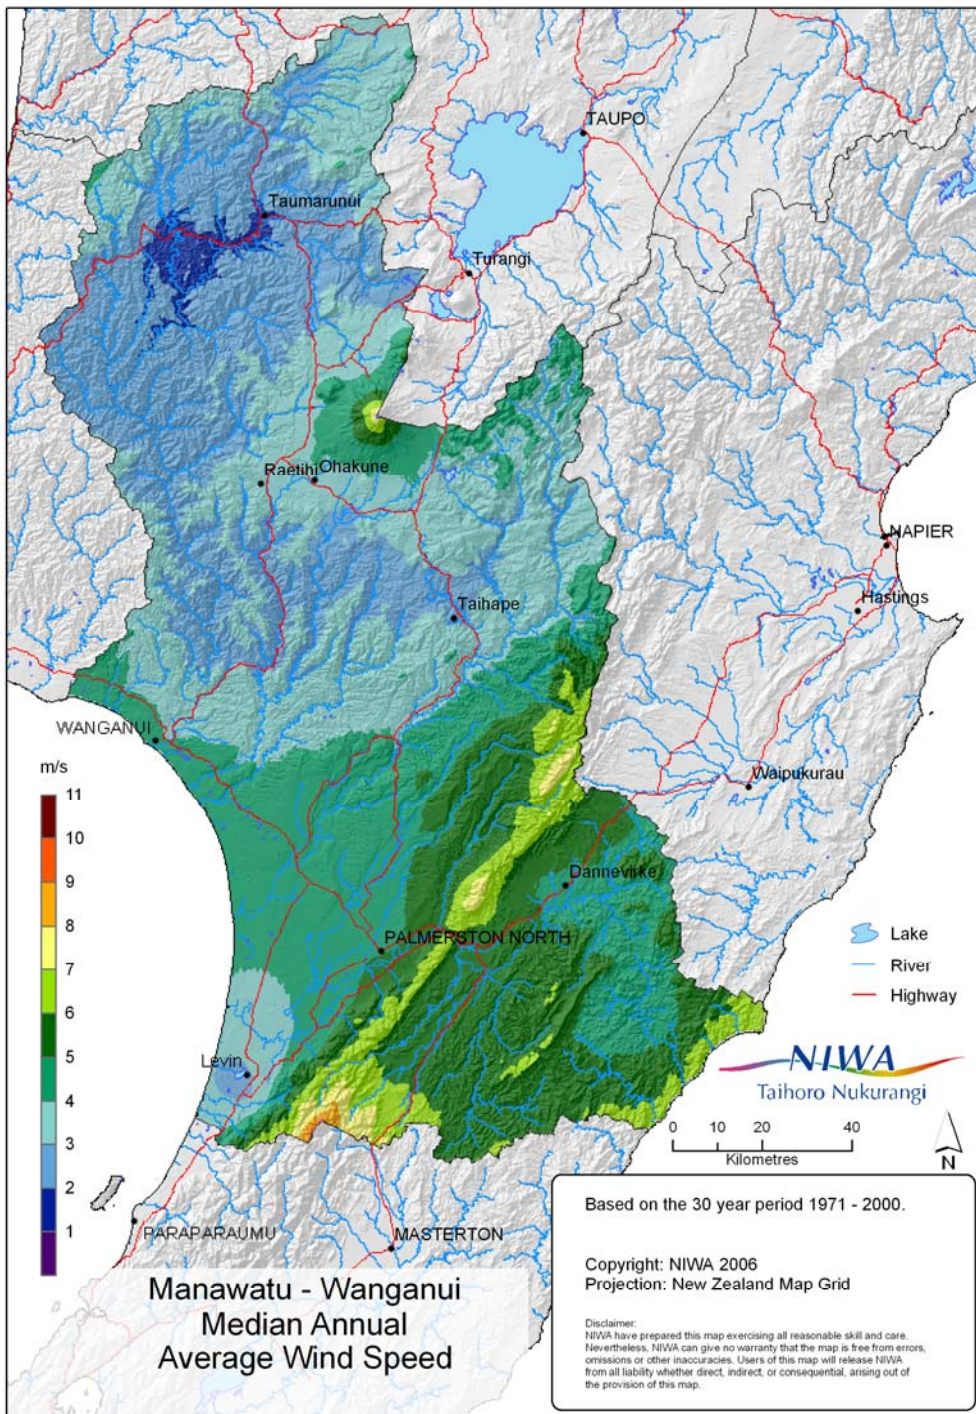 TAUPO
Taumarunui
Turangi
Raetihi
Ohakune
NAPIER
Hastings
Taihape
WANGANUI
Waipukurau
m/s
11
10
9
8
7
6
5
4
3
2
1
Dannevirke
PALMERSTON NORTH
Levin
Lake
River
Highway
NIWA
Taihoro Nukurangi
0 10 20 40
Kilometres
N
PARAPARAUMU
MASTERTON
Manawatu - Wanganui
Median Annual
Average Wind Speed
Based on the 30 year period 1971 - 2000.
Copyright: NIWA 2006
Projection: New Zealand Map Grid
Disclaimer:
NIWA have prepared this map exercising all reasonable skill and care.
Nevertheless, NIWA can give no warranty that the map is free from errors,
omissions or other inaccuracies. Users of this map will release NIWA
from all liability whether direct, indirect, or consequential, arising out of
the provision of this map.